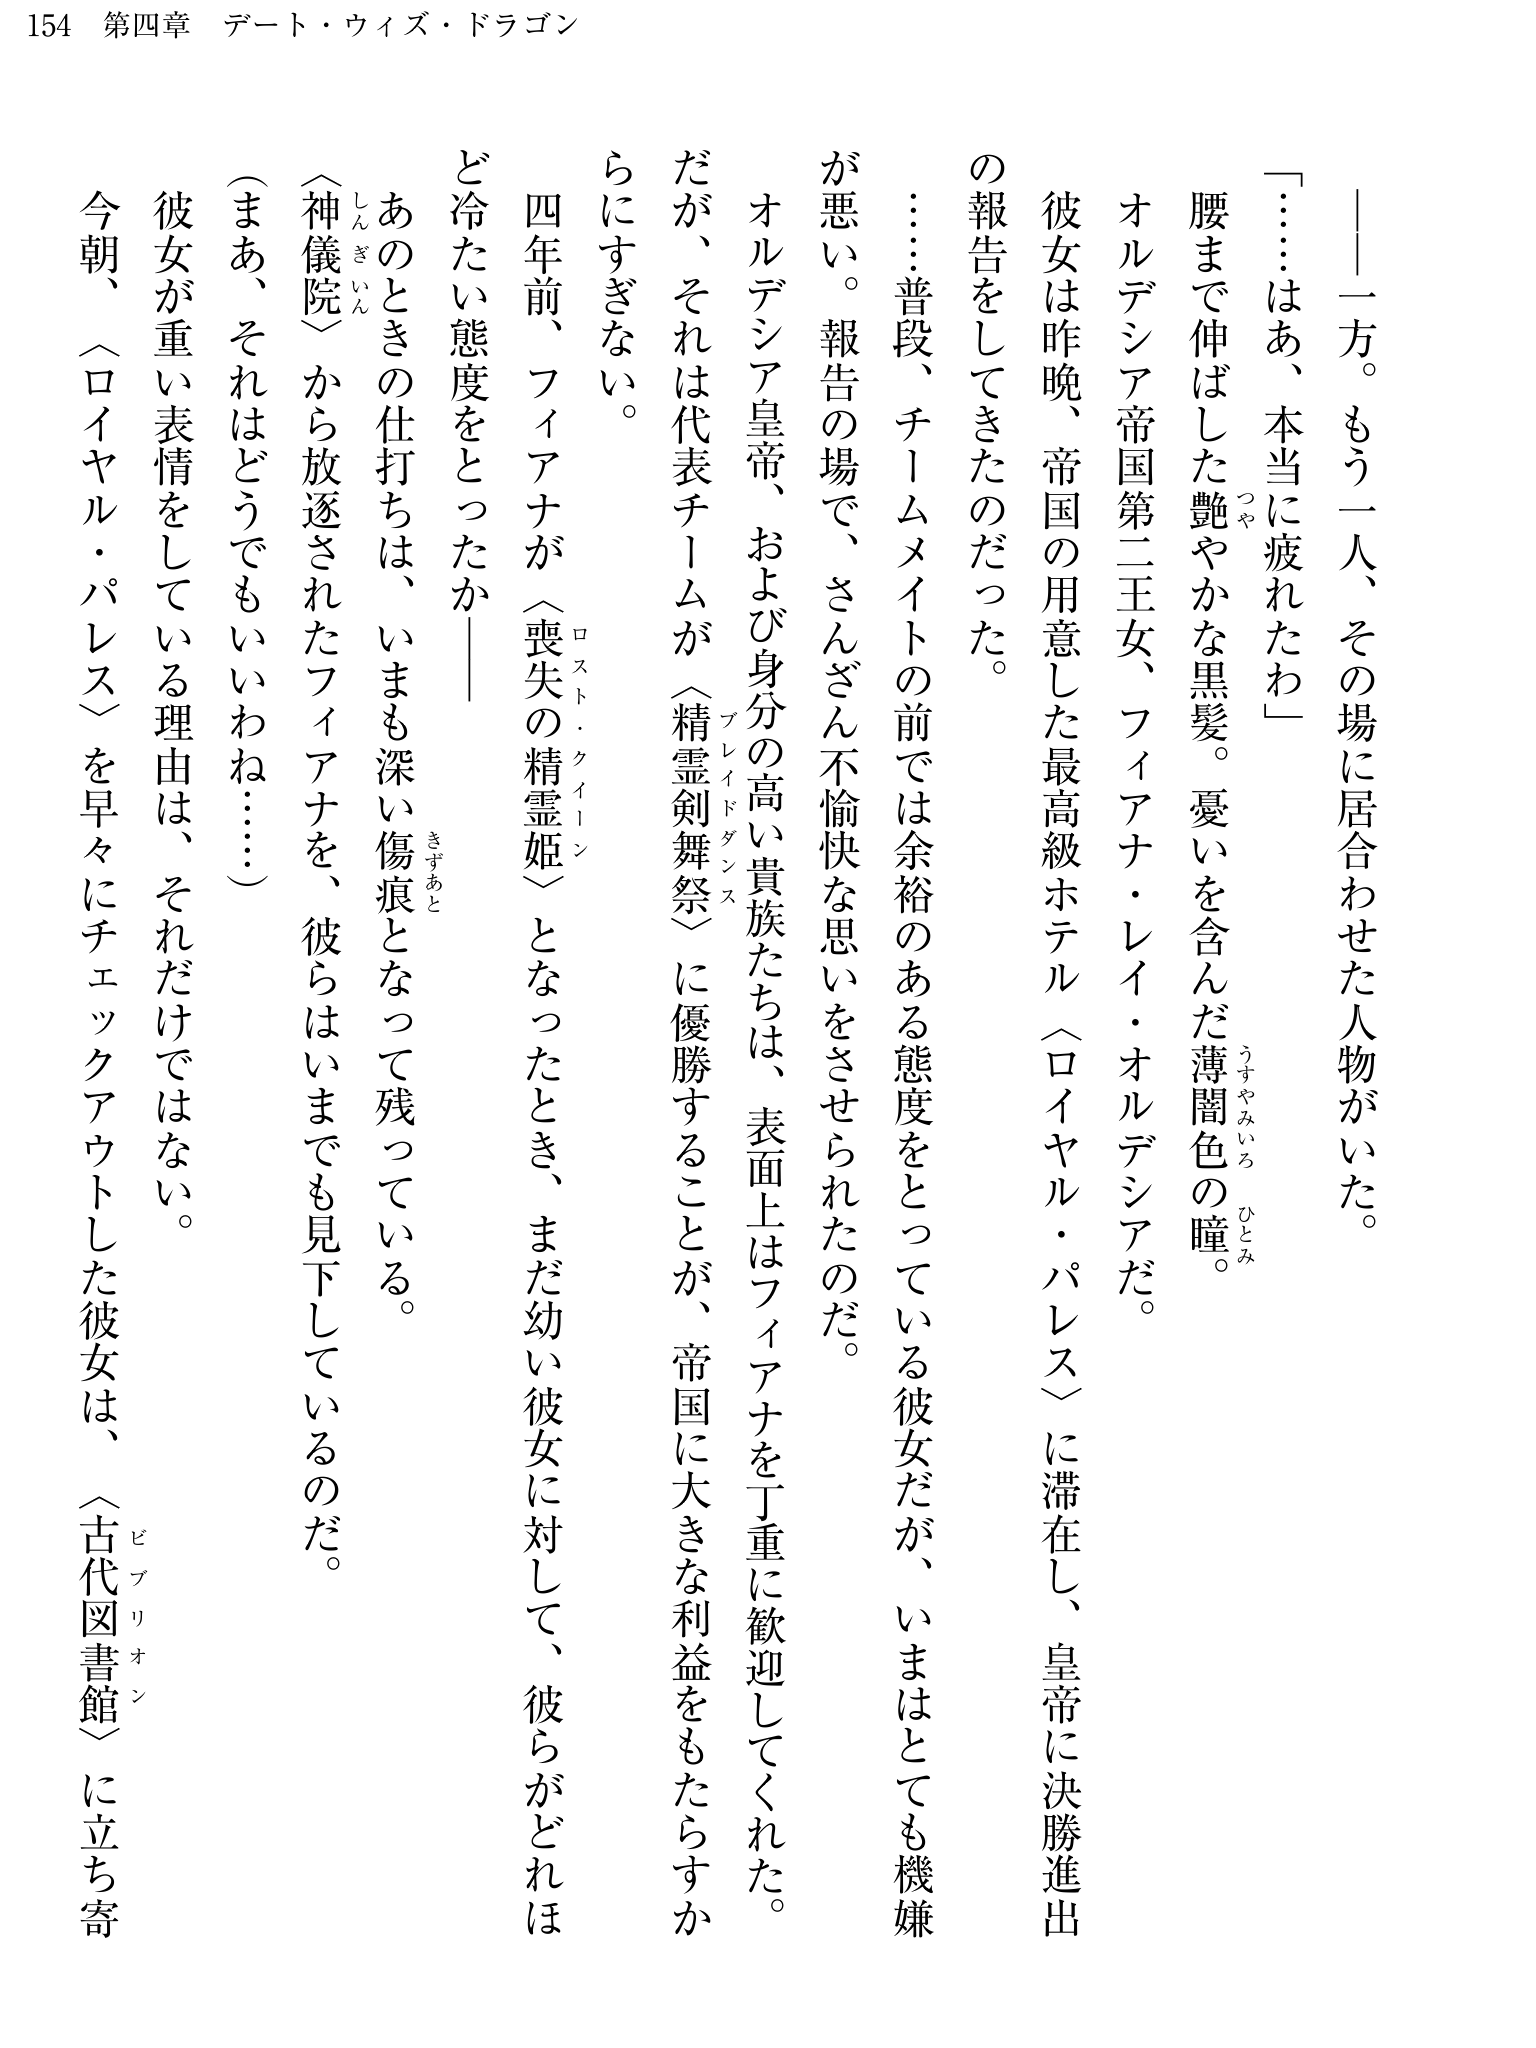 154　第四章　デート・ウィズ・ドラゴン
――一方。もう一人、その場に居合わせた人物がいた。
「……はあ、本当に疲れたわ」
腰まで伸ばした艶やかな黒髪。憂いを含んだ薄闇色の瞳。
オルデシア帝国第二王女、フィアナ・レイ・オルデシアだ。
彼女は昨晩、帝国の用意した最高級ホテル〈ロイヤル・パレス〉に滞在し、皇帝に決勝進出
の報告をしてきたのだった。
……普段、チームメイトの前では余裕のある態度をとっている彼女だが、いまはとても機嫌
が悪い。報告の場で、さんざん不愉快な思いをさせられたのだ。
オルデシア皇帝、および身分の高い貴族たちは、表面上はフィアナを丁重に歓迎してくれた。
だが、それは代表チームが〈精霊剣舞祭〉に優勝することが、帝国に大きな利益をもたらすか
らにすぎない。
四年前、フィアナが〈喪失の精霊姫〉となったとき、まだ幼い彼女に対して、彼らがどれほ
ど冷たい態度をとったか――
あのときの仕打ちは、いまも深い傷痕となって残っている。
〈神儀院〉から放逐されたフィアナを、彼らはいまでも見下しているのだ。
（まあ、それはどうでもいいわね……）
彼女が重い表情をしている理由は、それだけではない。
今朝、〈ロイヤル・パレス〉を早々にチェックアウトした彼女は、〈古代図書館〉に立ち寄